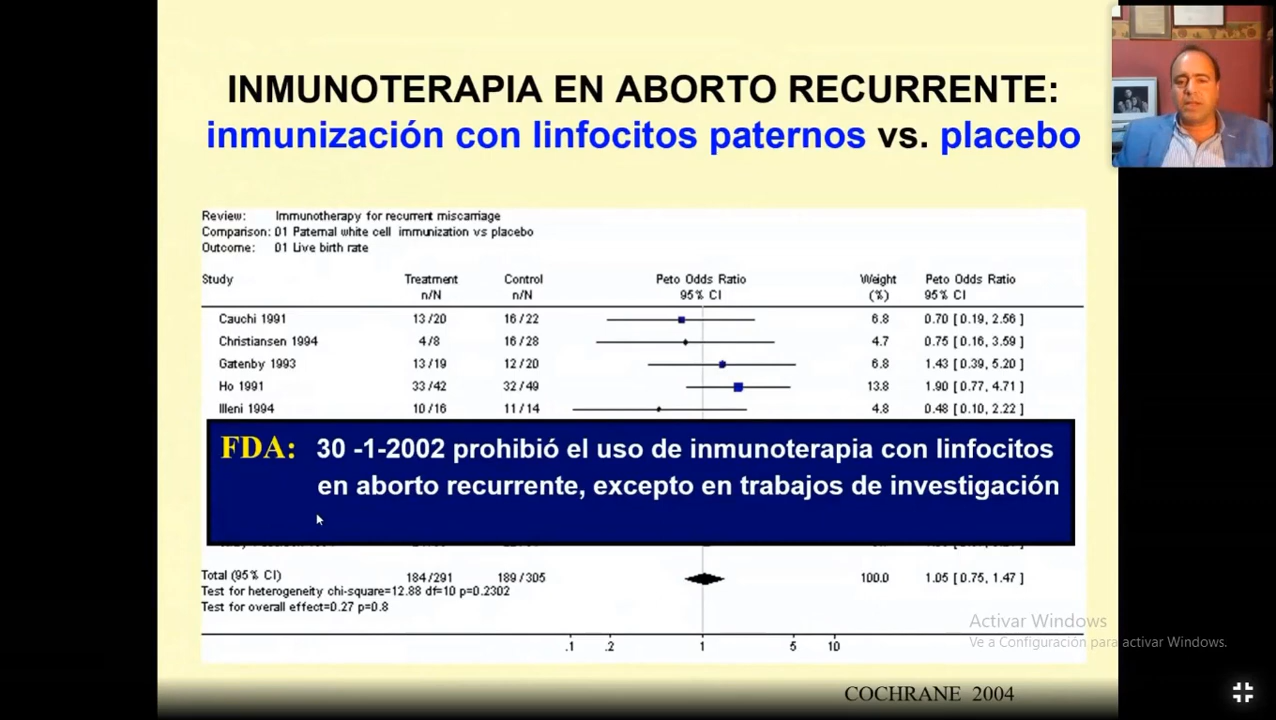 INMUNOTERAPIA EN ABORTO RECURRENTE:
inmunización con linfocitos paternos vs. placebo
Review: Immunotherapy for recurrent miscarriage
Comparison: 01 Paternal white cell immunization vs placebo
Outcome: 01 Live birth rate
Study Treatment Control Peto Odds Ratio Weight Peto Odds Ratio
n/N n/N 95% CI (%) 95% CI
Cauchi 1991 13/20 16/22 6.8 0.70 [0.19, 2.56]
Christiansen 1994 4/8 16/28 4.7 0.75 [0.16, 3.59]
Gatenby 1993 13/19 12/20 6.8 1.43 [0.39, 5.20]
Ho 1991 33/42 32/49 13.8 1.90 [0.77, 4.71]
Illeni 1994 10/16 11/14 4.8 0.48 [0.10, 2.22]
FDA: 30 -1-2002 prohibió el uso de inmunoterapia con linfocitos
en aborto recurrente, excepto en trabajos de investigación
Total (95% CI) 184/291 189/305 100.0 1.05 [0.75, 1.47]
Test for heterogeneity chi-square=12.88 df=10 p=0.2302
Test for overall effect=0.27 p=0.8
.1 .2 1 5 10
Activar Windows
Ve a Configuración para activar Windows.
COCHRANE 2004